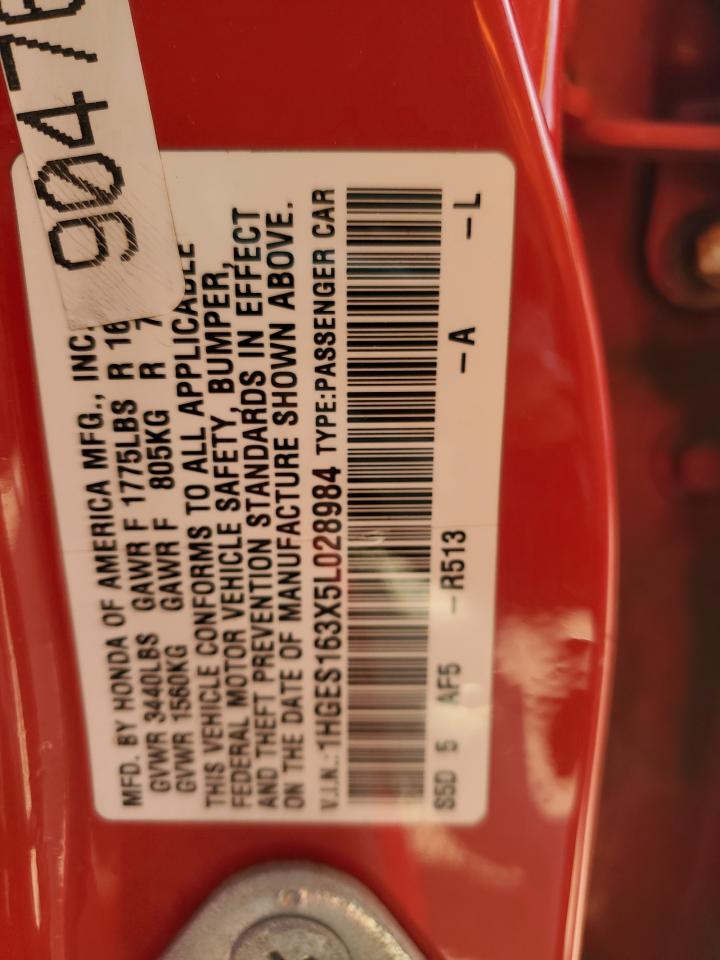 90476
MFD. BY HONDA OF AMERICA MFG., INC.
GVWR 3440LBS GAWR F 1775LBS R
GVWR 1560KG GAWR F 805KG R
THIS VEHICLE CONFORMS TO ALL APPLICABLE
FEDERAL MOTOR VEHICLE SAFETY, BUMPER,
AND THEFT PREVENTION STANDARDS IN EFFECT
ON THE DATE OF MANUFACTURE SHOWN ABOVE.
V.I.N.:1HGES163X5L028984 TYPE:PASSENGER CAR
S5D 5 AF5 -R513 -A -L